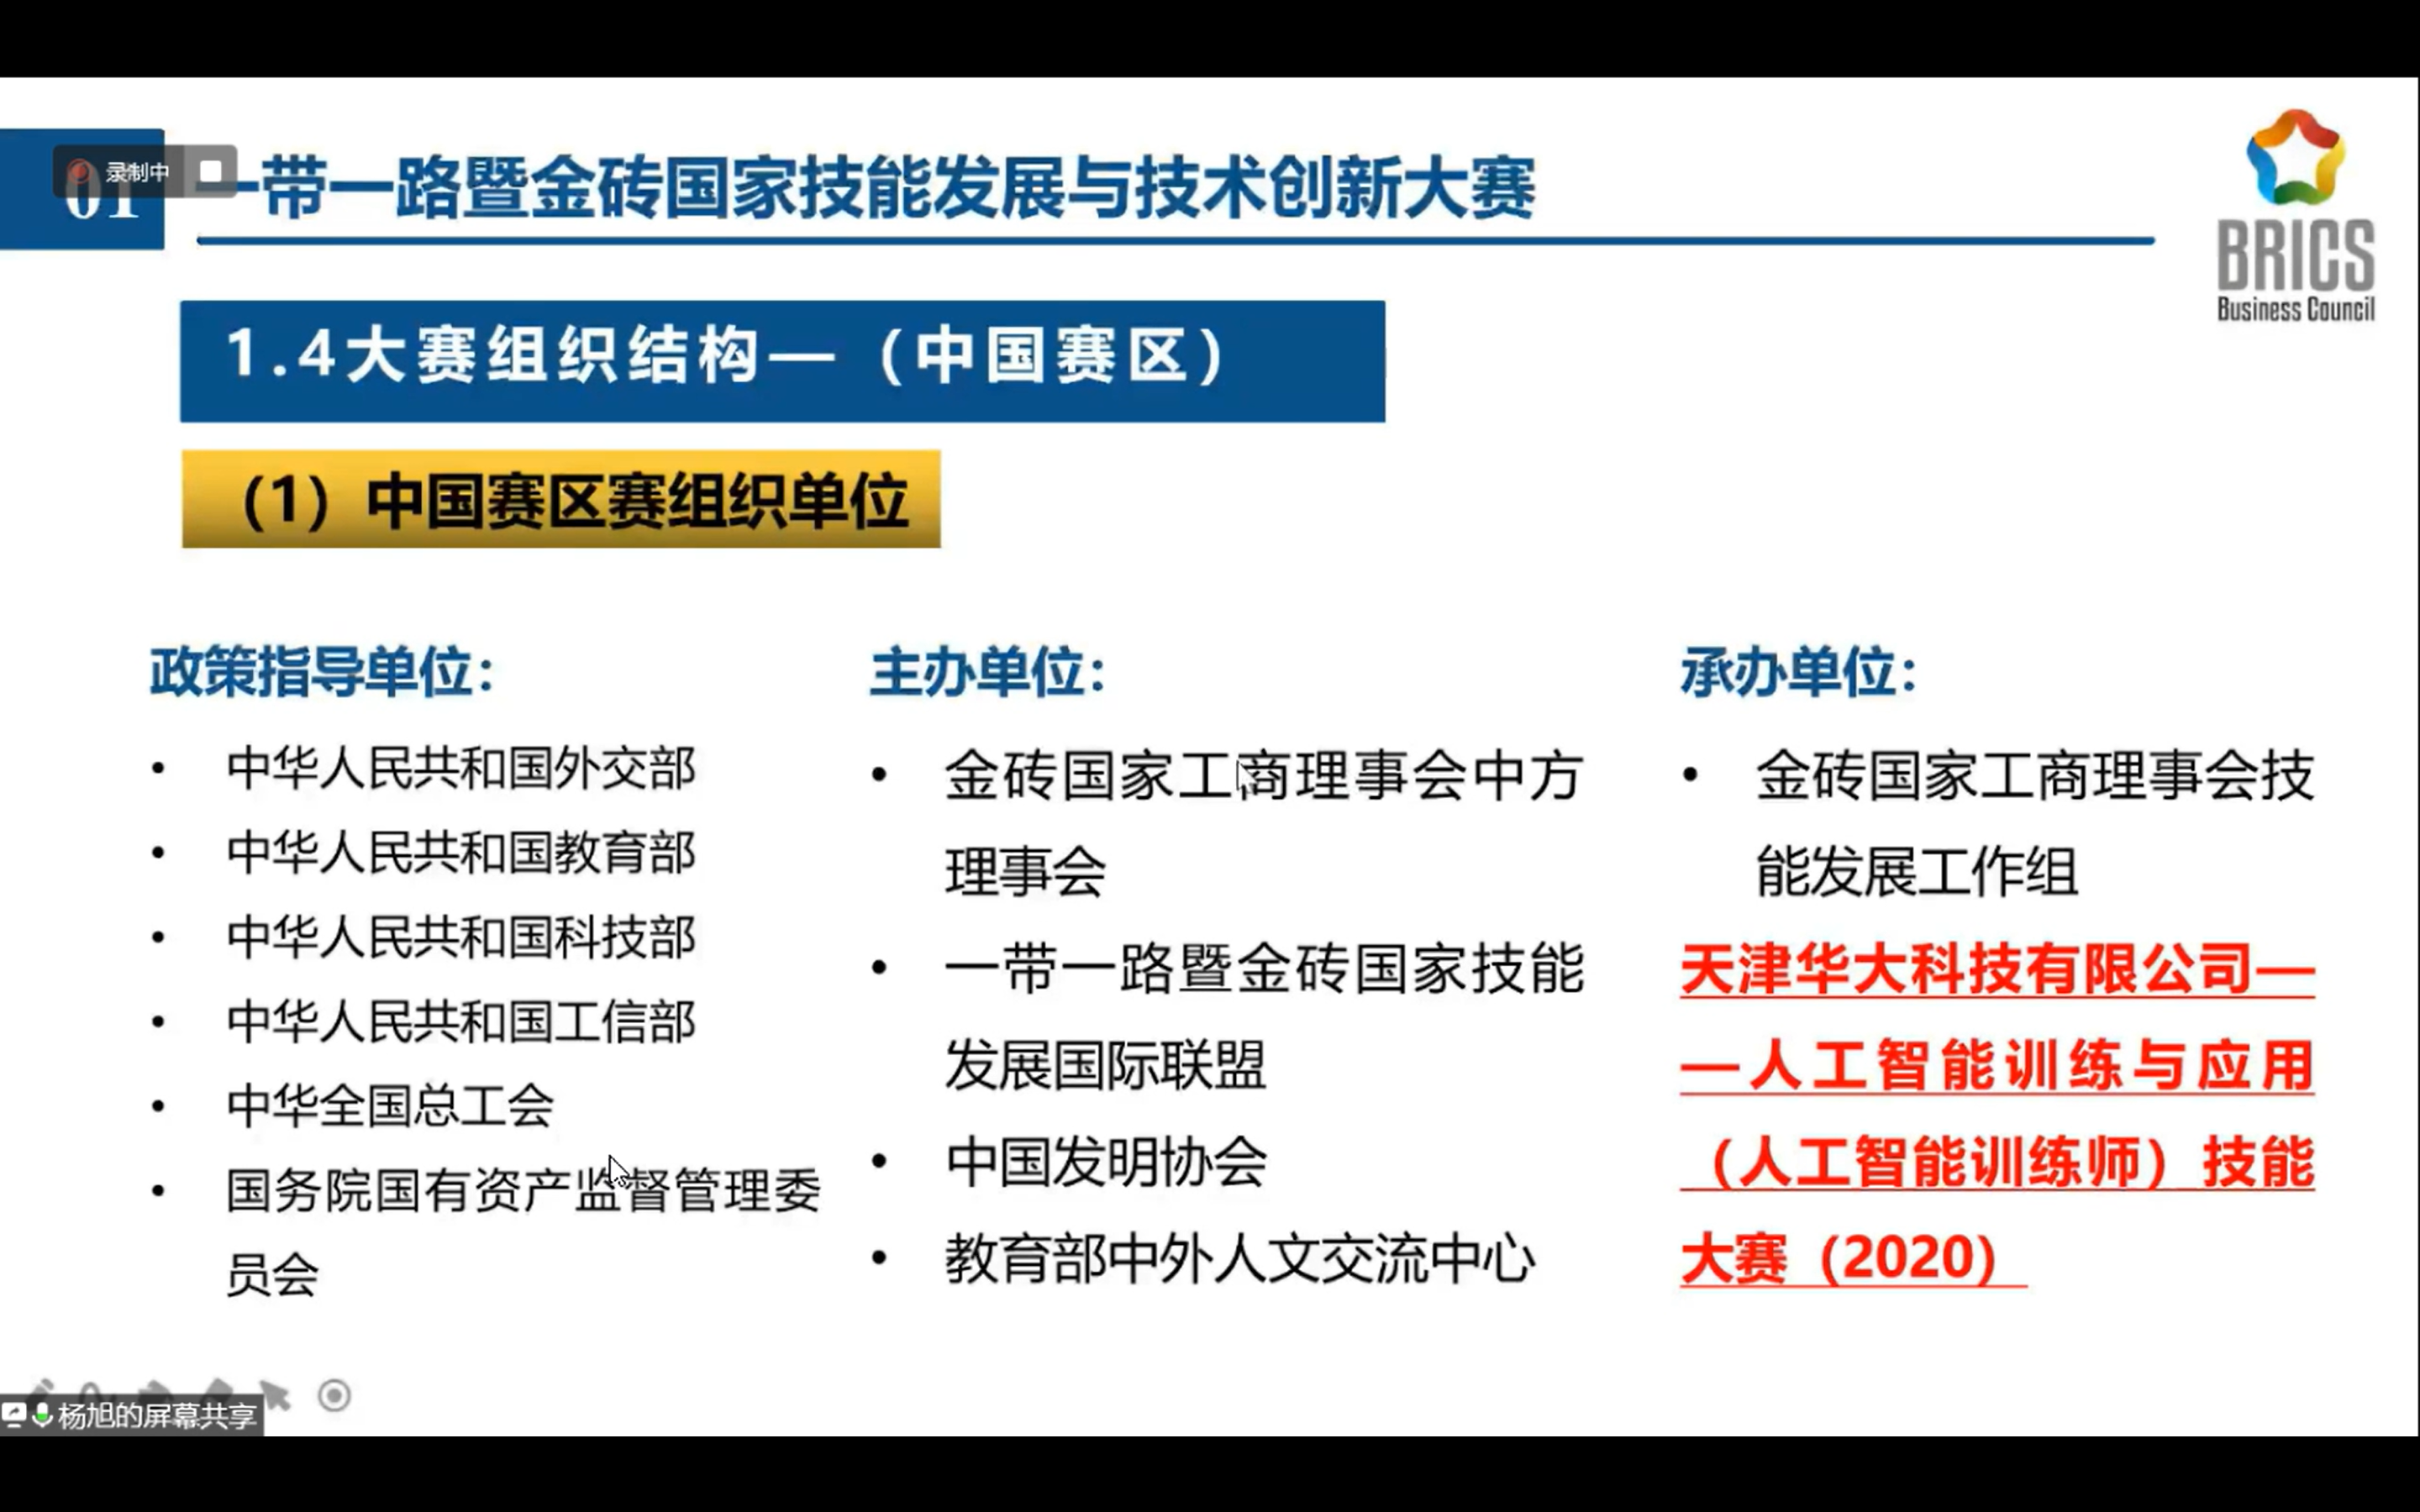 01
录制中
一带一路暨金砖国家技能发展与技术创新大赛
BRICS
Business Council
1.4大赛组织结构—（中国赛区）
（1）中国赛区赛组织单位
政策指导单位：
• 中华人民共和国外交部
• 中华人民共和国教育部
• 中华人民共和国科技部
• 中华人民共和国工信部
• 中华全国总工会
• 国务院国有资产监督管理委
员会
主办单位：
• 金砖国家工商理事会中方
理事会
• 一带一路暨金砖国家技能
发展国际联盟
• 中国发明协会
• 教育部中外人文交流中心
承办单位：
• 金砖国家工商理事会技
能发展工作组
天津华大科技有限公司—
—人工智能训练与应用
（人工智能训练师）技能
大赛（2020）
杨旭的屏幕共享